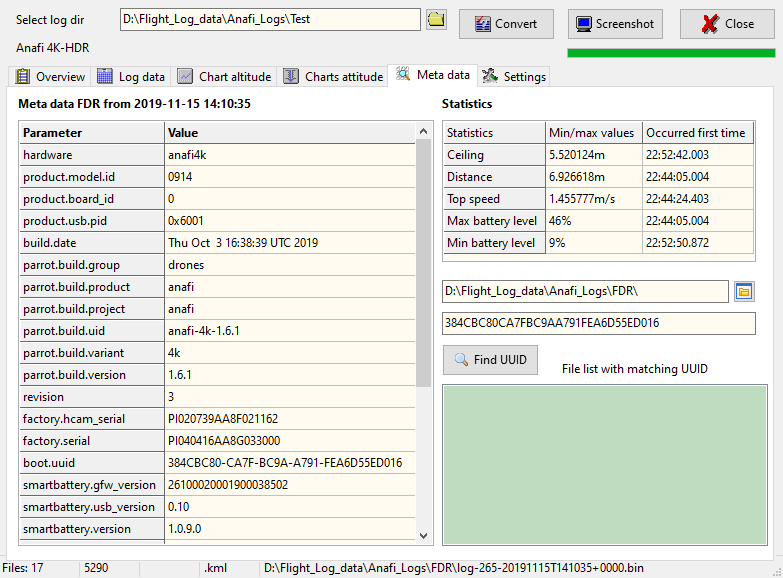 Select log dir
D:\Flight_Log_data\Anafi_Logs\Test
Convert
Screenshot
Close
Anafi 4K-HDR
Overview
Log data
Chart altitude
Charts attitude
Meta data
Settings
Meta data FDR from 2019-11-15 14:10:35
Parameter Value
hardware anafi4k
product.model.id 0914
product.board_id 0
product.usb.pid 0x6001
build.date Thu Oct  3 16:38:39 UTC 2019
parrot.build.group drones
parrot.build.product anafi
parrot.build.project anafi
parrot.build.uid anafi-4k-1.6.1
parrot.build.variant 4k
parrot.build.version 1.6.1
revision 3
factory.hcam_serial PI020739AA8F021162
factory.serial PI040416AA8G033000
boot.uuid 384CBC80-CA7F-BC9A-A791-FEA6D55ED016
smartbattery.gfw_version 26100020001900038502
smartbattery.usb_version 0.10
smartbattery.version 1.0.9.0
Statistics
Statistics Min/max values Occurred first time
Ceiling 5.520124m 22:52:42.003
Distance 6.926618m 22:44:05.004
Top speed 1.455777m/s 22:44:24.403
Max battery level 46% 22:44:05.004
Min battery level 9% 22:52:50.872
D:\Flight_Log_data\Anafi_Logs\FDR\
384CBC80CA7FBC9AA791FEA6D55ED016
Find UUID
File list with matching UUID
Files: 17 5290 .kml D:\Flight_Log_data\Anafi_Logs\FDR\log-265-20191115T141035+0000.bin